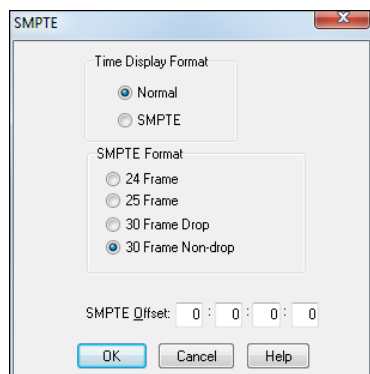 SMPTE
Time Display Format
Normal
SMPTE
SMPTE Format
24 Frame
25 Frame
30 Frame Drop
30 Frame Non-drop
SMPTE Offset: 0 : 0 : 0 : 0
OK Cancel Help